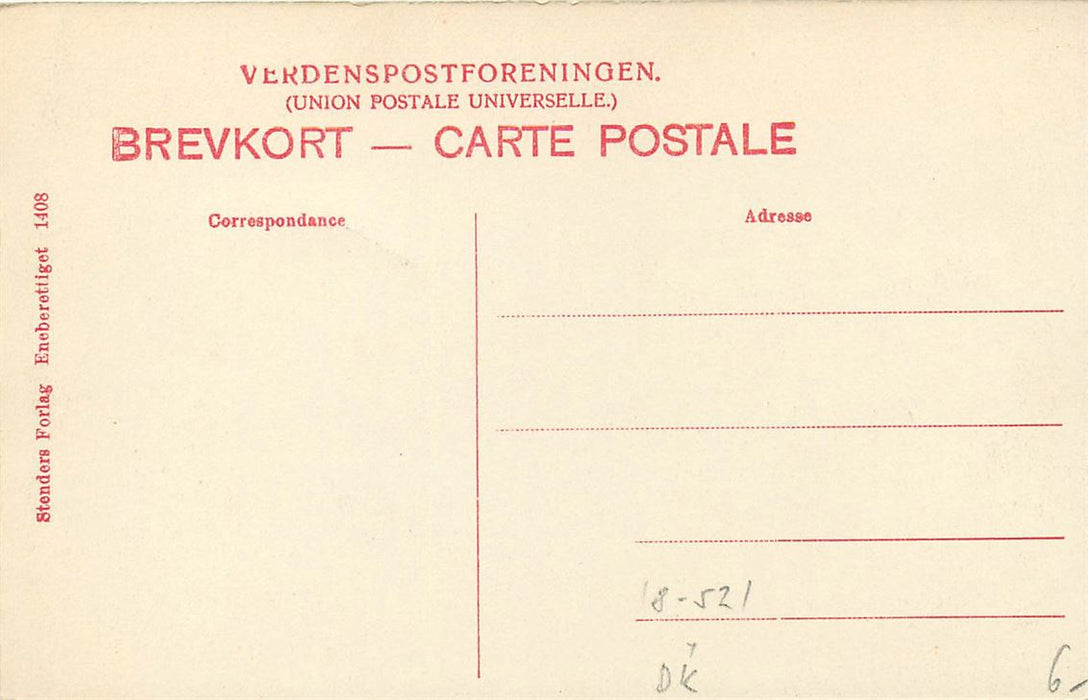 VERDENSPOSTFORENINGEN.
(UNION POSTALE UNIVERSELLE.)
BREVKORT — CARTE POSTALE
Correspondance
Adresse
Stenders Forlag Eneberettiget 1408
18-521
DK
6-